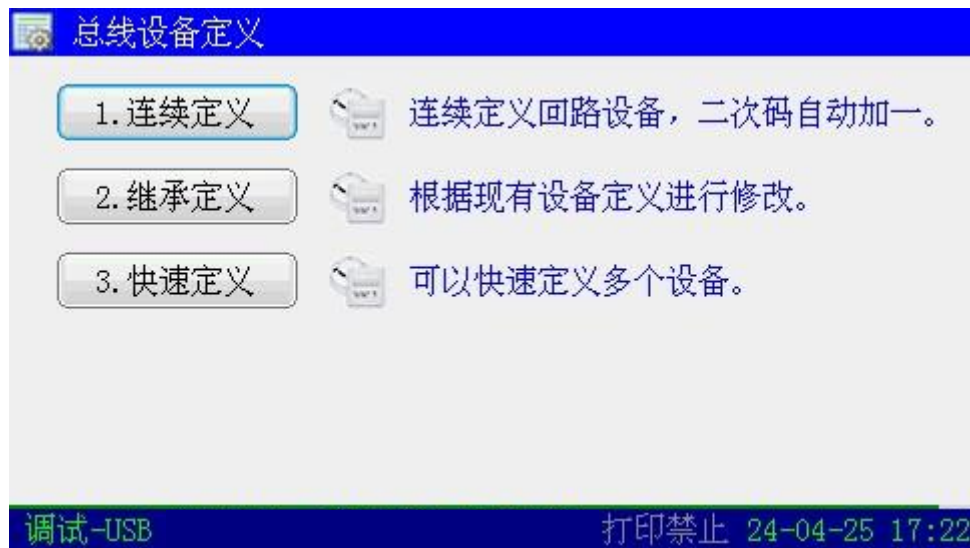 总线设备定义
1.连续定义 连续定义回路设备，二次码自动加一。
2.继承定义 根据现有设备定义进行修改。
3.快速定义 可以快速定义多个设备。
调试-USB 打印禁止 24-04-25 17:22